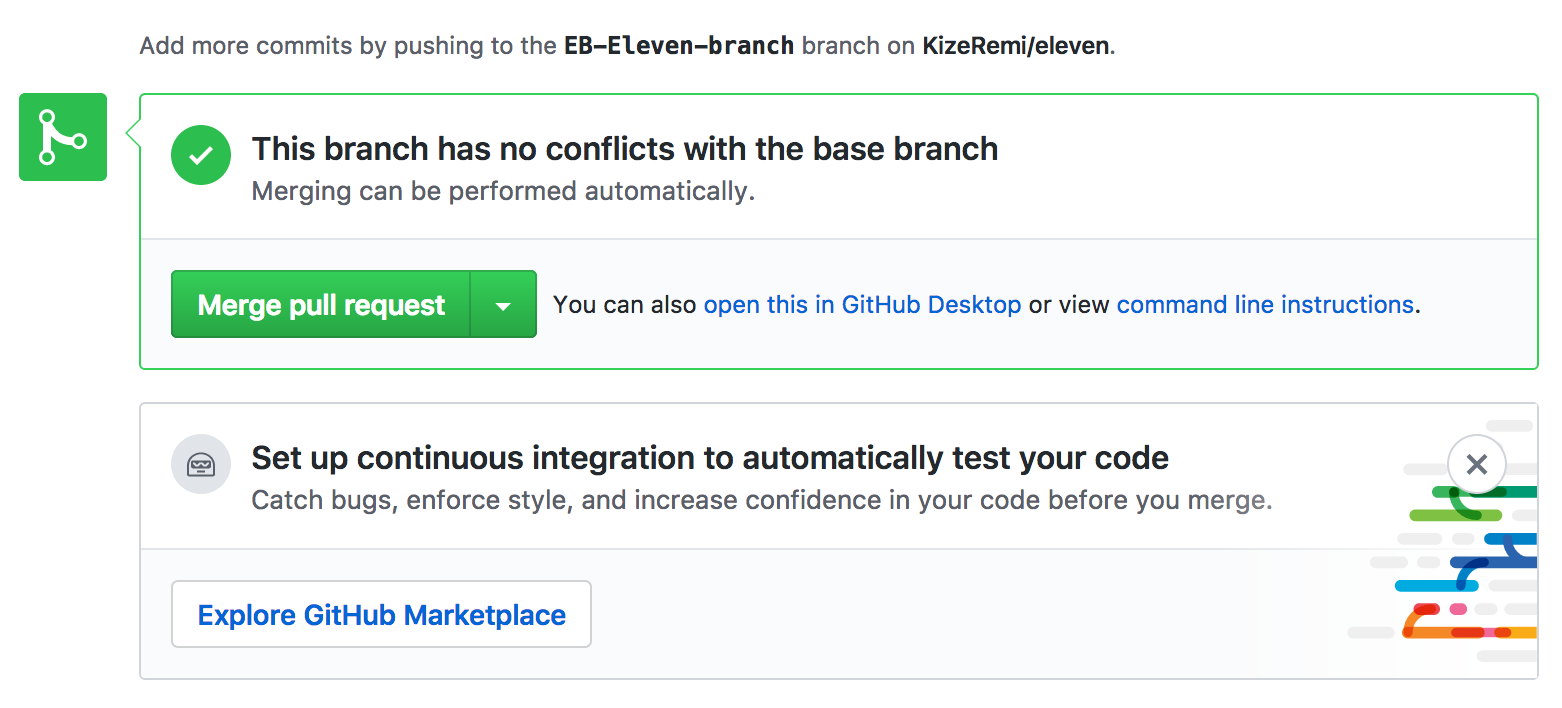 Add more commits by pushing to the EB-Eleven-branch branch on KizeRemi/eleven.
This branch has no conflicts with the base branch
Merging can be performed automatically.
Merge pull request
You can also open this in GitHub Desktop or view command line instructions.
Set up continuous integration to automatically test your code
Catch bugs, enforce style, and increase confidence in your code before you merge.
Explore GitHub Marketplace